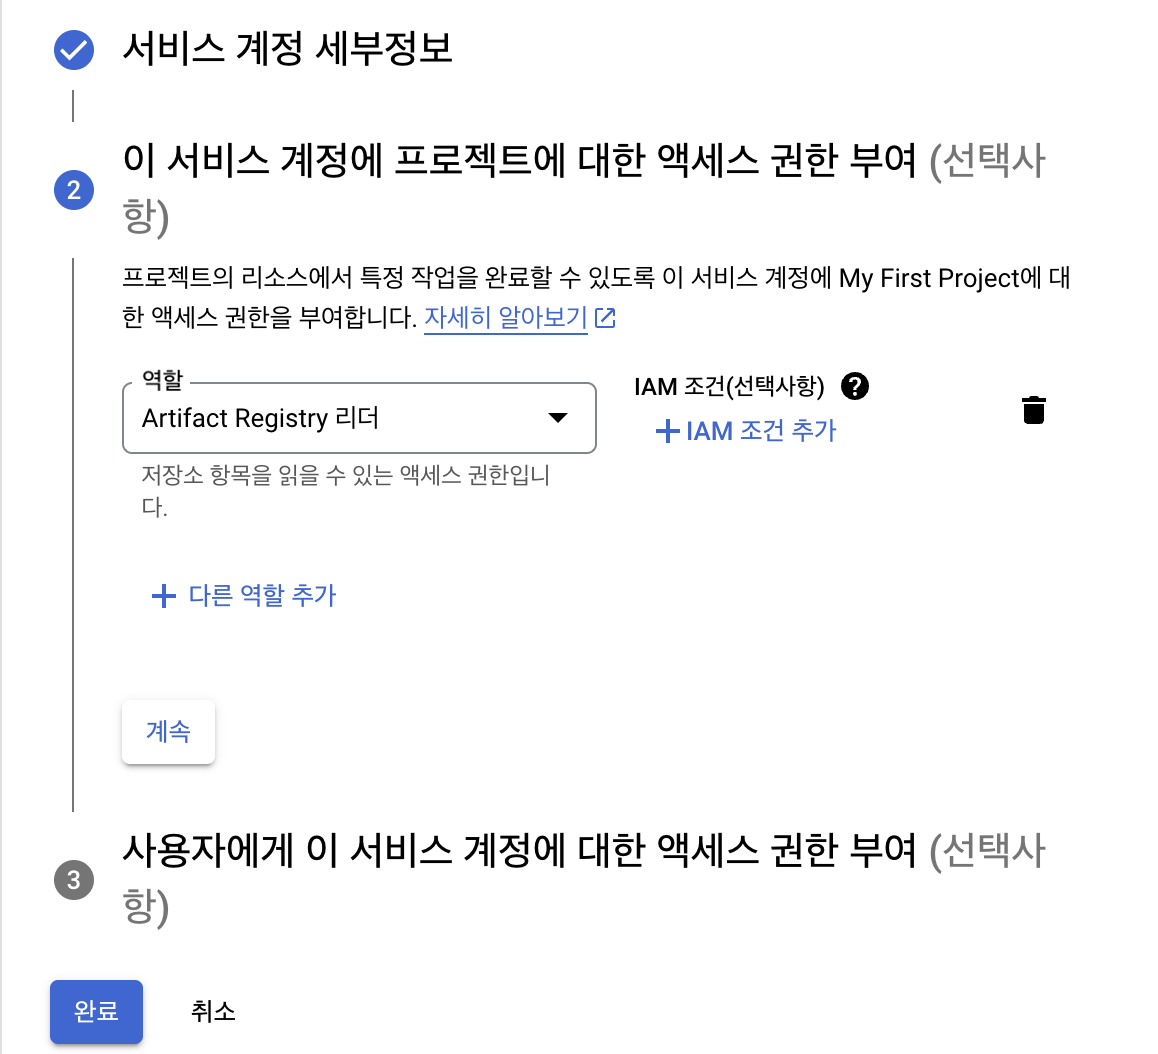 서비스 계정 세부정보
2
이 서비스 계정에 프로젝트에 대한 액세스 권한 부여 (선택사
항)
프로젝트의 리소스에서 특정 작업을 완료할 수 있도록 이 서비스 계정에 My First Project에 대
한 액세스 권한을 부여합니다. 자세히 알아보기
역할
Artifact Registry 리더
저장소 항목을 읽을 수 있는 액세스 권한입니
다.
IAM 조건(선택사항) ?
+ IAM 조건 추가
+ 다른 역할 추가
계속
3
사용자에게 이 서비스 계정에 대한 액세스 권한 부여 (선택사
항)
완료 취소